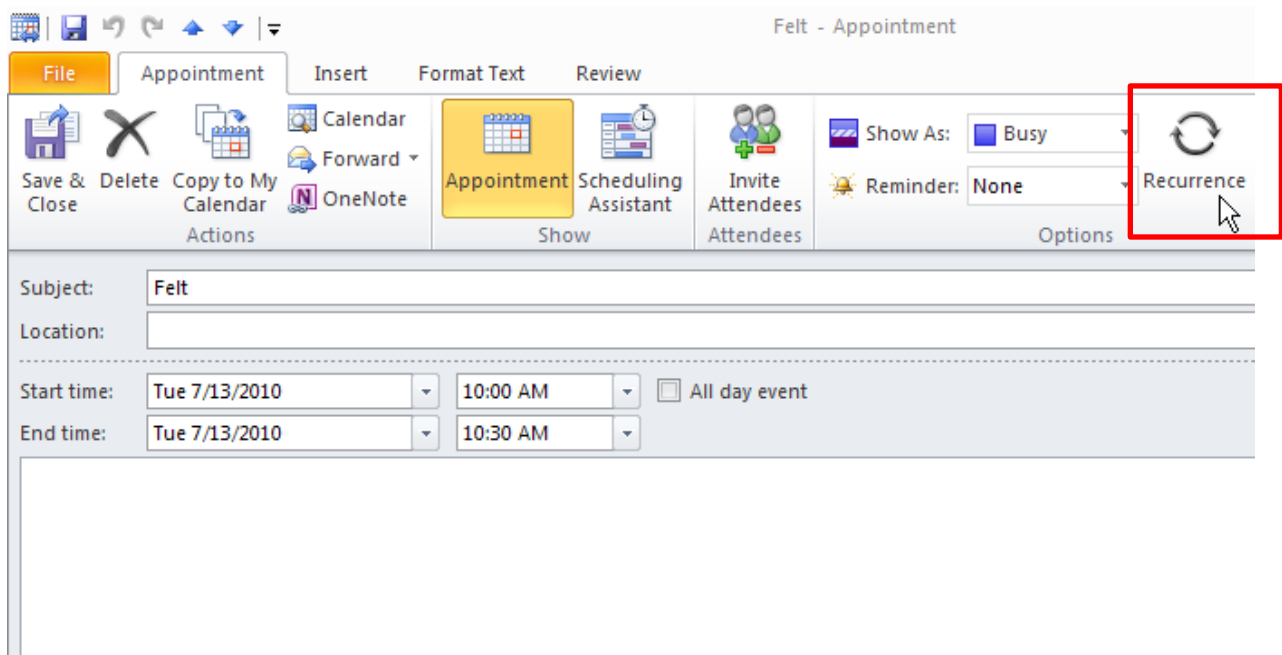 Felt - Appointment
File Appointment Insert Format Text Review
Save & Close
Delete
Copy to My Calendar
Calendar
Forward
OneNote
Actions
Appointment
Scheduling Assistant
Show
Invite Attendees
Attendees
Show As: Busy
Reminder: None
Recurrence
Options
Subject: Felt
Location:
Start time: Tue 7/13/2010 10:00 AM All day event
End time: Tue 7/13/2010 10:30 AM